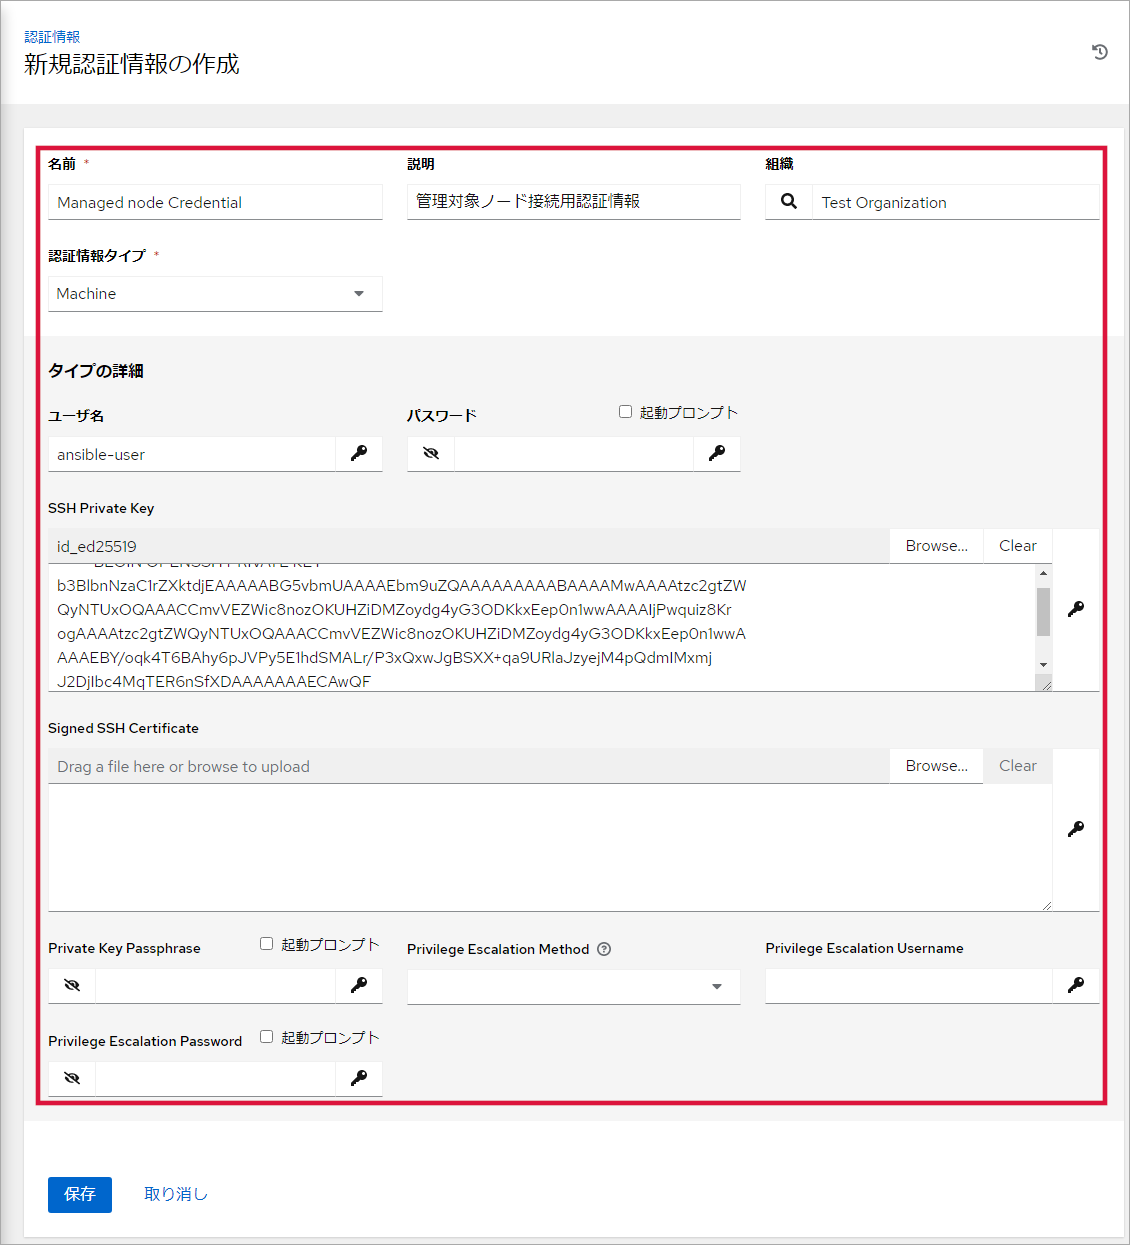 認証情報
新規認証情報の作成
名前 *
説明
組織
Managed node Credential
管理対象ノード接続用認証情報
Test Organization
認証情報タイプ *
Machine
タイプの詳細
ユーザ名
パスワード
起動プロンプト
ansible-user
SSH Private Key
id_ed25519
Browse...
Clear
BEGIN OPENSSH PRIVATE KEY
b3BlbnNzaC1rZXktdjEAAAAABG5vbmUAAAAEbm9uZQAAAAAAAAABAAAAMwAAAAtzc2gtZW
QyNTUxOQAAACCmvVEZWic8nozOKUHZiDMZoydg4yG3ODKkxEep0n1wwAAAAIjPwquiz8Kr
ogAAAAtzc2gtZWQyNTUxOQAAACCmvVEZWic8nozOKUHZiDMZoydg4yG3ODKkxEep0n1wwA
AAAEBY/oqk4T6BAhy6pJVPy5E1hdSMALr/P3xQxwJgBSXX+qa9URlaJzyejM4pQdmIMxmj
J2DjIbc4MqTER6nSfXDAAAAAAAECAwQF
Signed SSH Certificate
Drag a file here or browse to upload
Browse...
Clear
Private Key Passphrase
起動プロンプト
Privilege Escalation Method
Privilege Escalation Username
Privilege Escalation Password
起動プロンプト
保存
取り消し